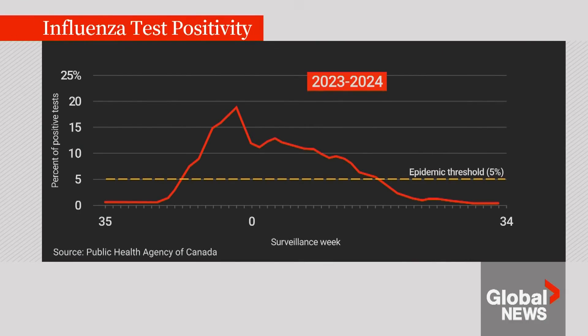 Influenza Test Positivity
2023-2024
Percent of positive tests
25%
20
15
10
5
0
Epidemic threshold (5%)
35
0
34
Surveillance week
Source: Public Health Agency of Canada
Global
NEWS